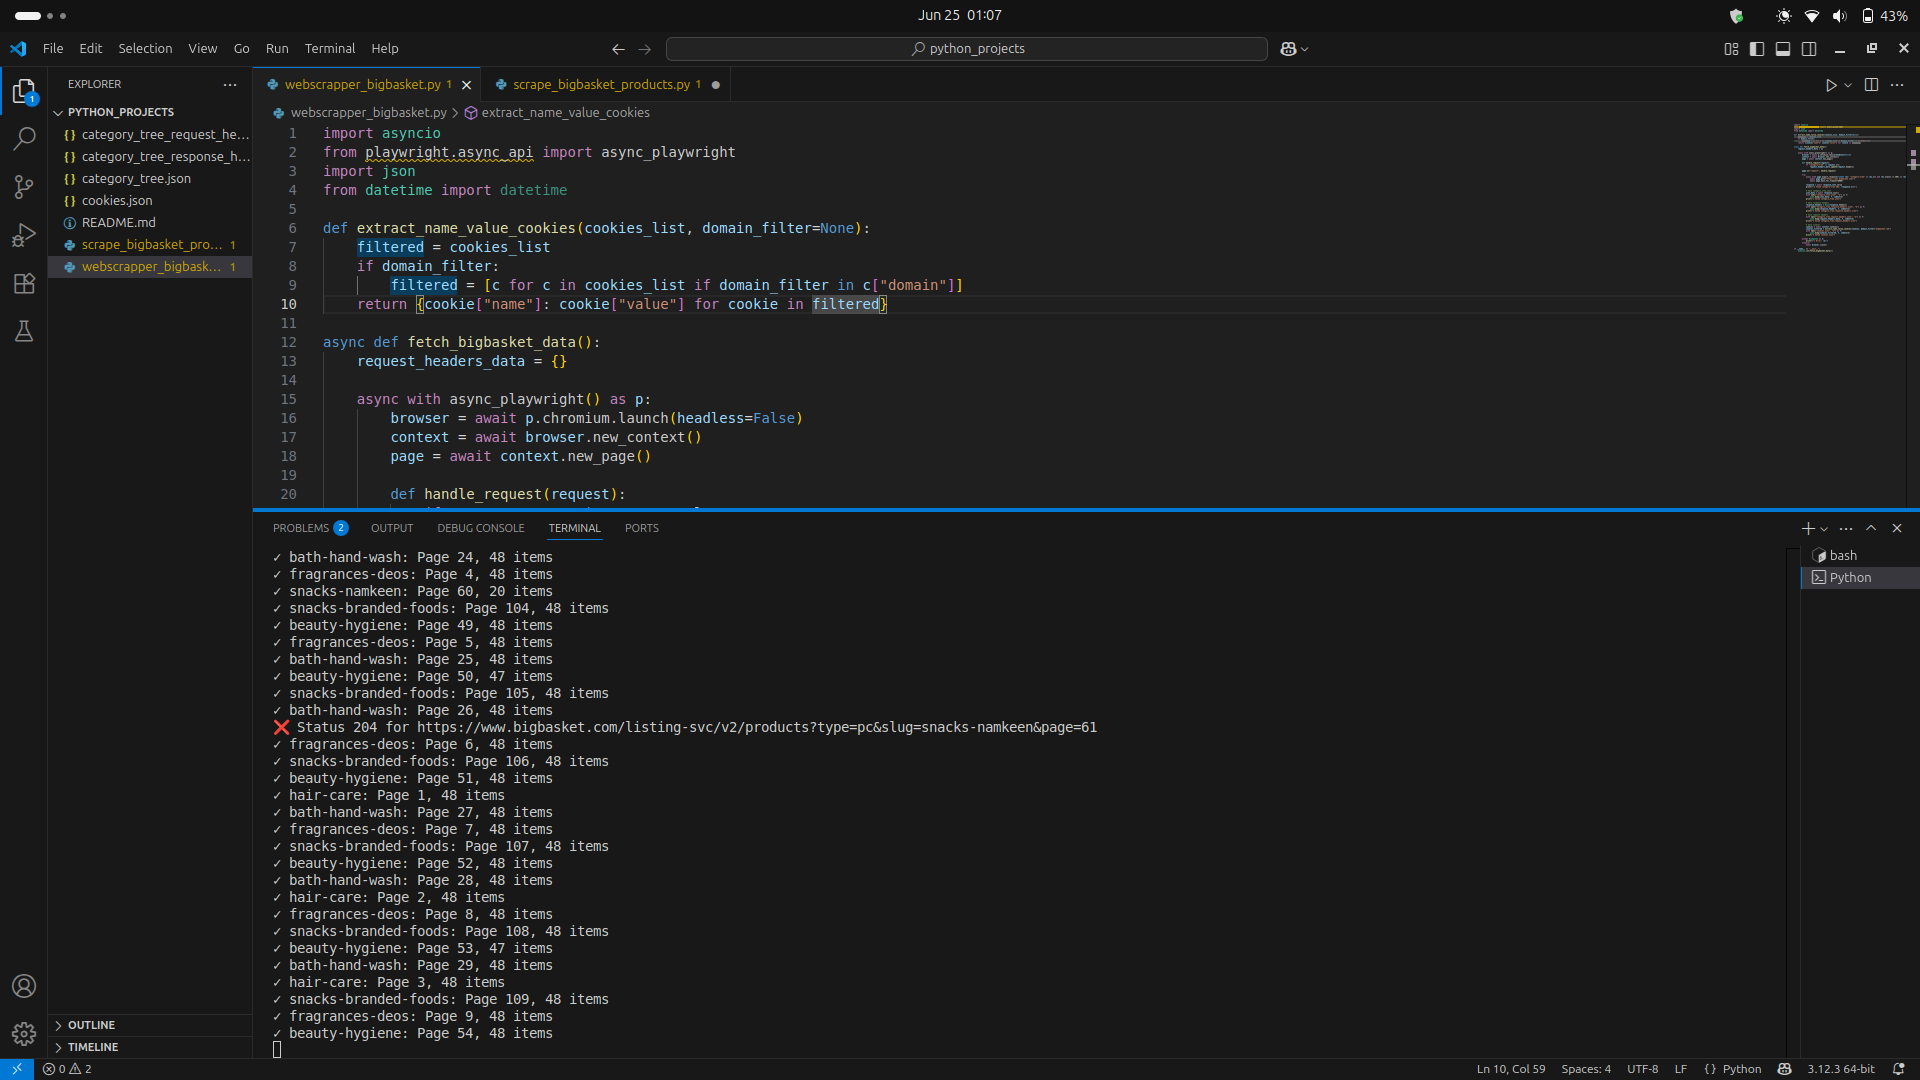 Jun 25 01:07
43%
File Edit Selection View Go Run Terminal Help
python_projects
EXPLORER
webscrapper_bigbasket.py 1
scrape_bigbasket_products.py 1
PYTHON_PROJECTS
category_tree_request_he...
category_tree_response_h...
category_tree.json
cookies.json
README.md
scrape_bigbasket_pro... 1
webscrapper_bigbask... 1
OUTLINE
TIMELINE
webscrapper_bigbasket.py > extract_name_value_cookies
1 import asyncio
2 from playwright.async_api import async_playwright
3 import json
4 from datetime import datetime
5
6 def extract_name_value_cookies(cookies_list, domain_filter=None):
7 filtered = cookies_list
8 if domain_filter:
9 filtered = [c for c in cookies_list if domain_filter in c["domain"]]
10 return {cookie["name"]: cookie["value"] for cookie in filtered}
11
12 async def fetch_bigbasket_data():
13 request_headers_data = {}
14
15 async with async_playwright() as p:
16 browser = await p.chromium.launch(headless=False)
17 context = await browser.new_context()
18 page = await context.new_page()
19
20 def handle_request(request):
PROBLEMS 2 OUTPUT DEBUG CONSOLE TERMINAL PORTS
bash
Python
✓ bath-hand-wash: Page 24, 48 items
✓ fragrances-deos: Page 4, 48 items
✓ snacks-namkeen: Page 60, 20 items
✓ snacks-branded-foods: Page 104, 48 items
✓ beauty-hygiene: Page 49, 48 items
✓ fragrances-deos: Page 5, 48 items
✓ bath-hand-wash: Page 25, 48 items
✓ beauty-hygiene: Page 50, 47 items
✓ snacks-branded-foods: Page 105, 48 items
✓ bath-hand-wash: Page 26, 48 items
❌ Status 204 for https://www.bigbasket.com/listing-svc/v2/products?type=pc&slug=snacks-namkeen&page=61
✓ fragrances-deos: Page 6, 48 items
✓ snacks-branded-foods: Page 106, 48 items
✓ beauty-hygiene: Page 51, 48 items
✓ hair-care: Page 1, 48 items
✓ bath-hand-wash: Page 27, 48 items
✓ fragrances-deos: Page 7, 48 items
✓ snacks-branded-foods: Page 107, 48 items
✓ beauty-hygiene: Page 52, 48 items
✓ bath-hand-wash: Page 28, 48 items
✓ hair-care: Page 2, 48 items
✓ fragrances-deos: Page 8, 48 items
✓ snacks-branded-foods: Page 108, 48 items
✓ beauty-hygiene: Page 53, 47 items
✓ bath-hand-wash: Page 29, 48 items
✓ hair-care: Page 3, 48 items
✓ snacks-branded-foods: Page 109, 48 items
✓ fragrances-deos: Page 9, 48 items
✓ beauty-hygiene: Page 54, 48 items
0 2
Ln 10, Col 59 Spaces: 4 UTF-8 LF {} Python 3.12.3 64-bit